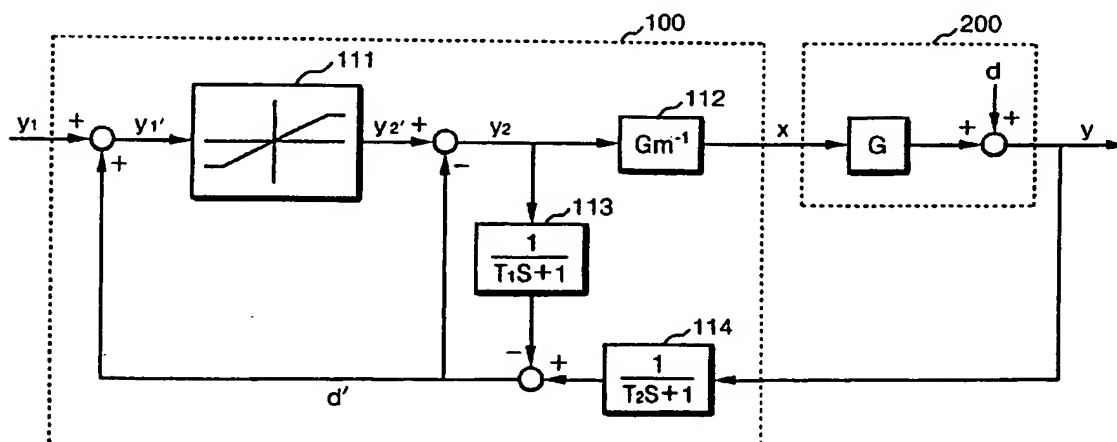 100
200
111
112
d
y₁ + y₁′ y₂′ + y₂ x + + y
+ − Gm⁻¹ G
113
1
T₁S+1
114
− +
1
T₂S+1
d′